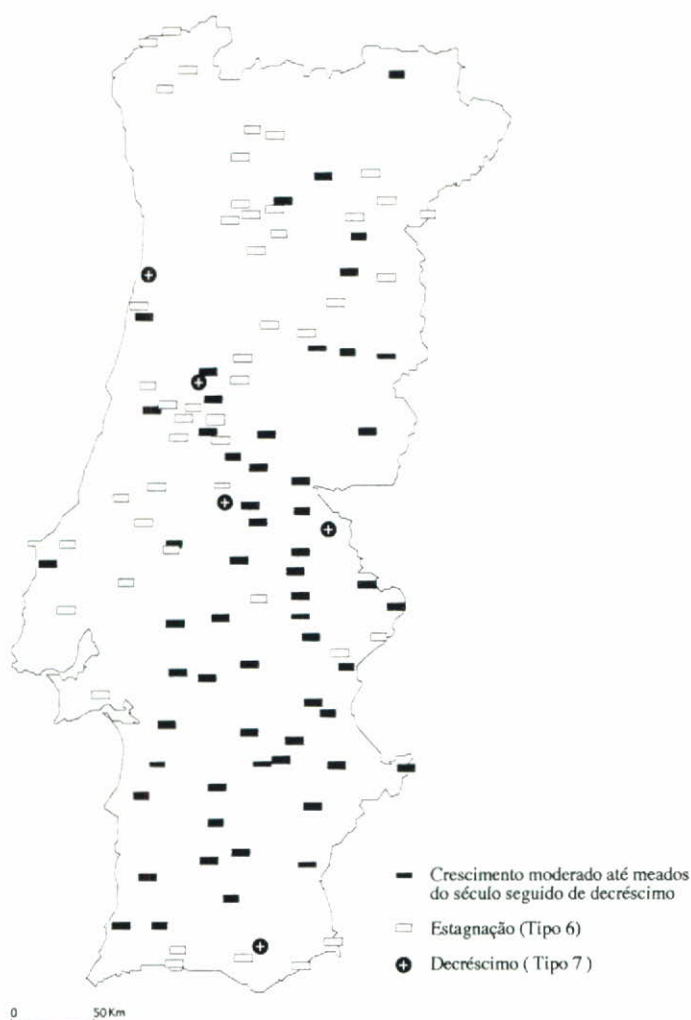 Crescimento moderado até meados
do século seguido de decréscimo
Estagnação (Tipo 6)
Decréscimo ( Tipo 7 )
0 50 Km